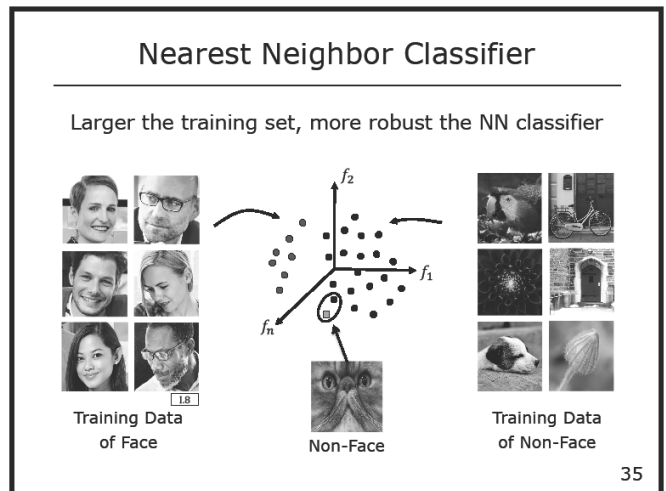 Nearest Neighbor Classifier
Larger the training set, more robust the NN classifier
f₂
f₁
fₙ
1.8
Training Data
of Face
Non-Face
Training Data
of Non-Face
35